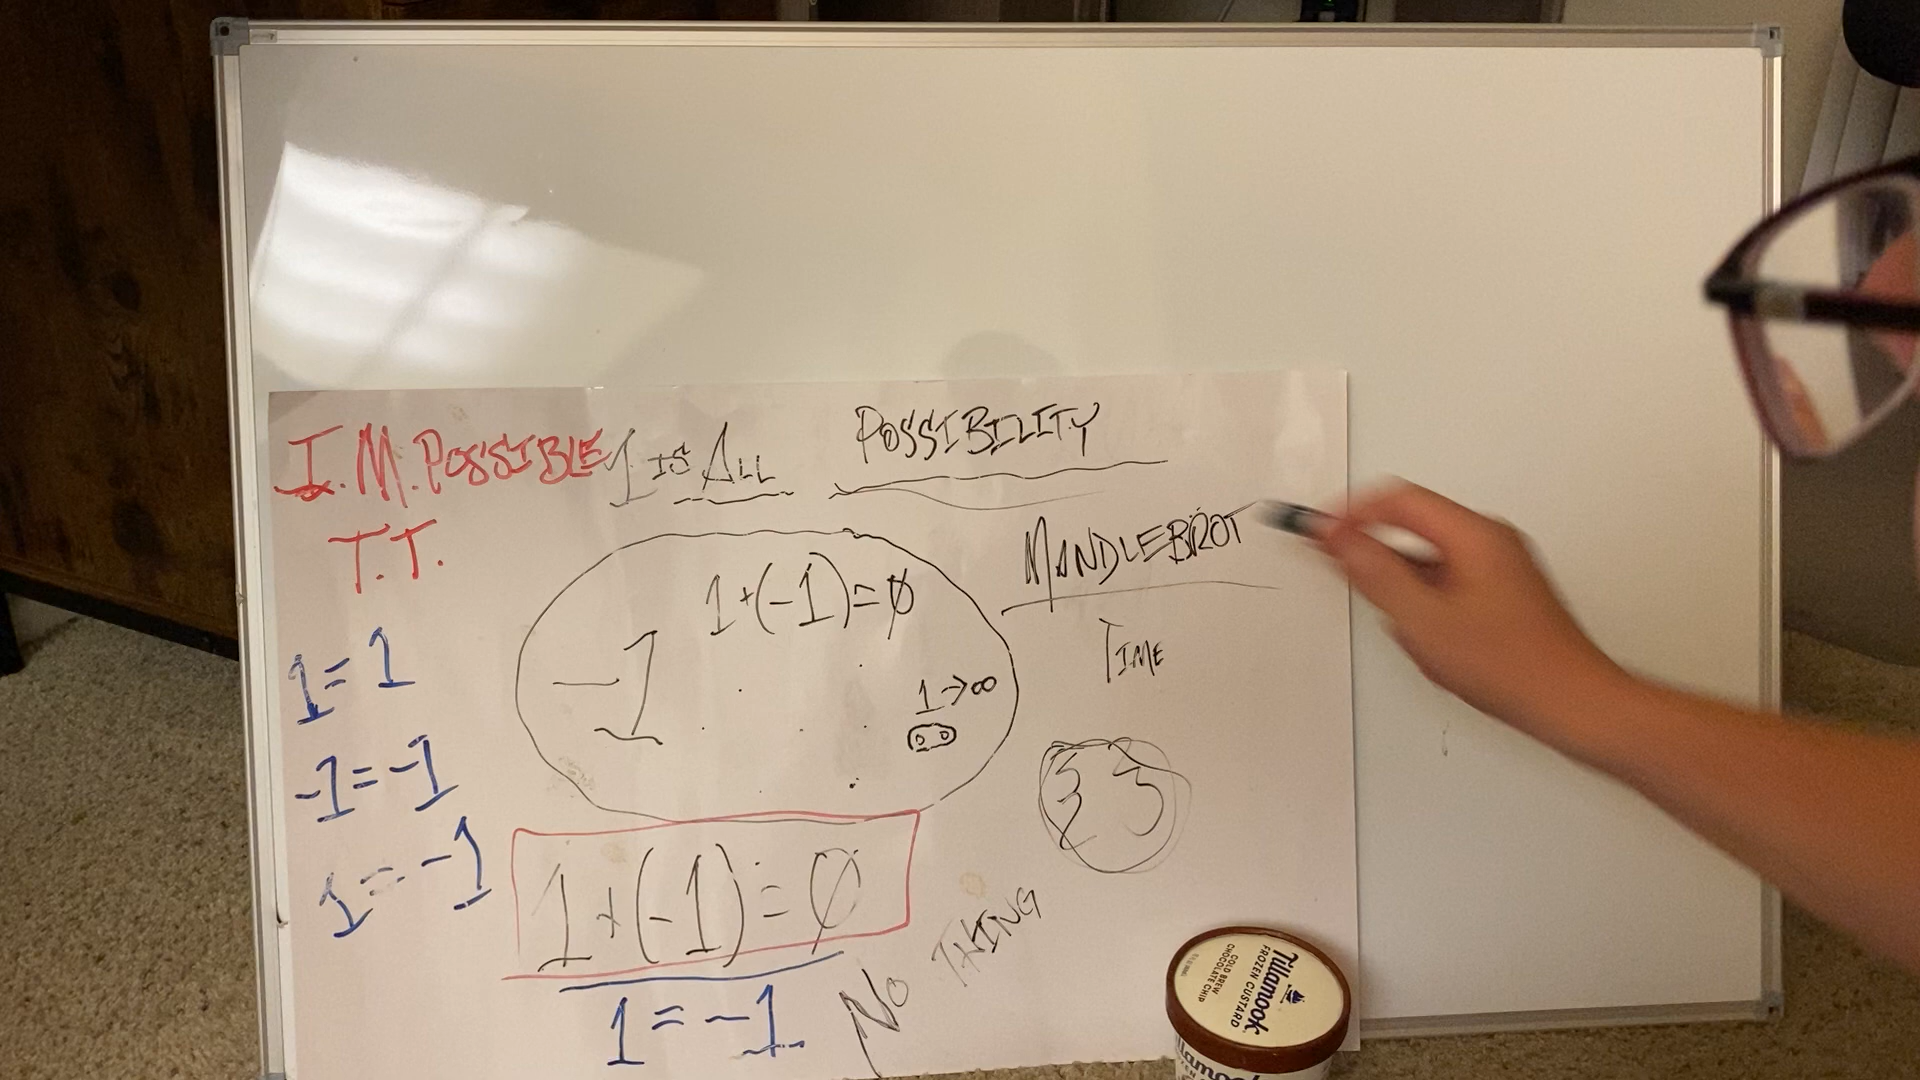 I.M.POSSIBLE
T.T.
1 IS ALL POSSIBILITY
1=1
-1=-1
1=-1
1+(-1)=∅
-1
1→∞
MANDLEBROT
TIME
1+(-1)=∅
1=-1
NO THING
Tillamook
FROZEN CUSTARD
COLD BREW
CHOCOLATE CHIP